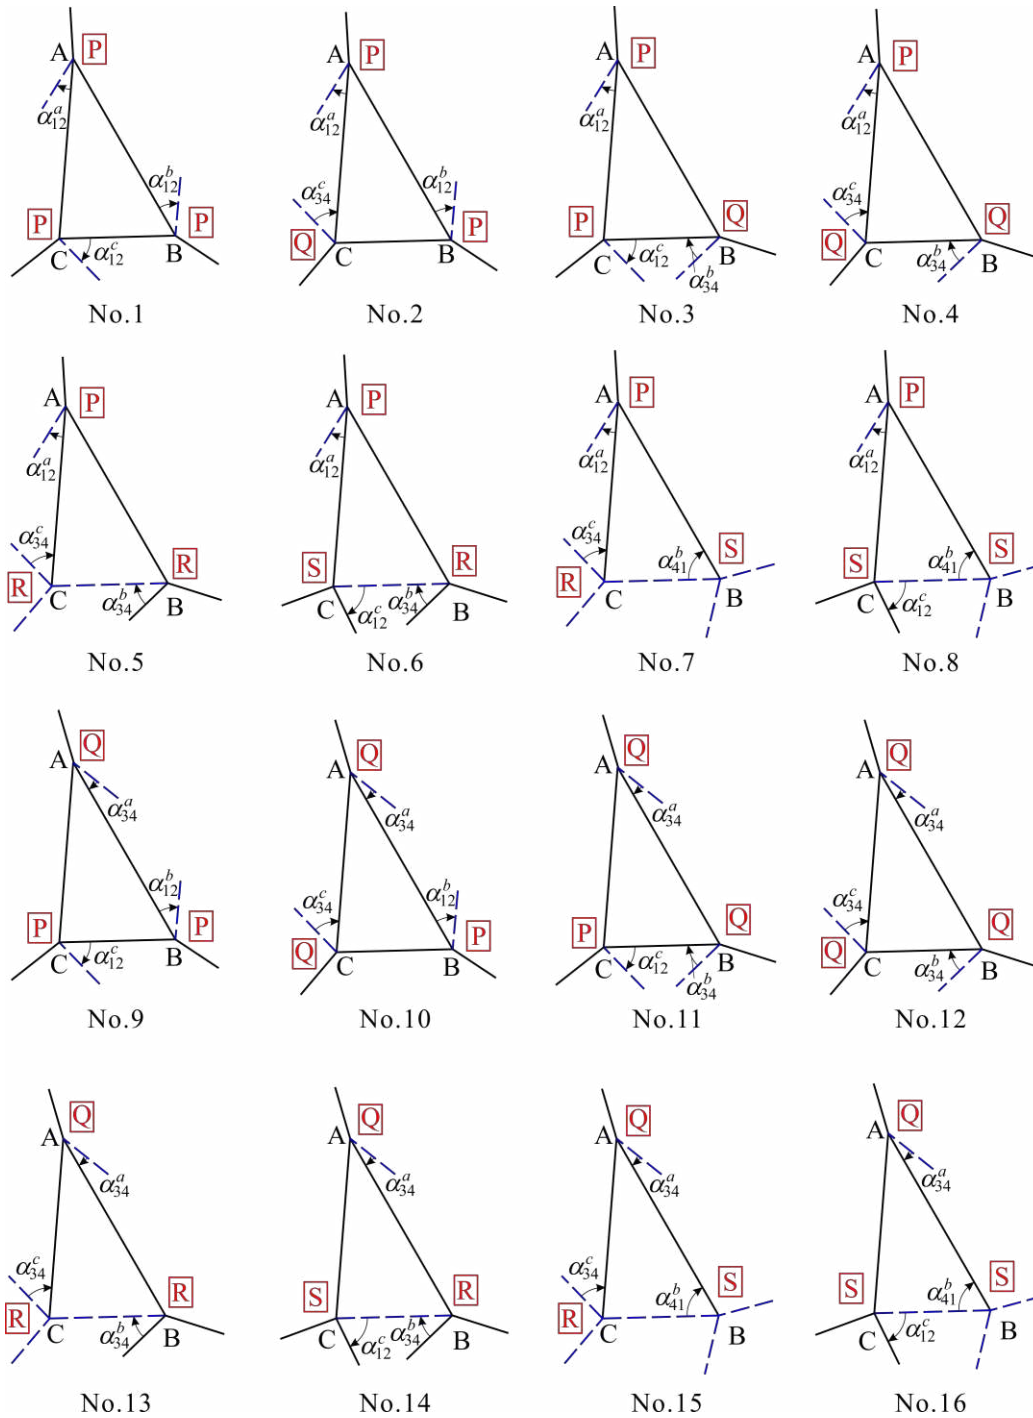 A P
α₁₂ᵃ
α₁₂ᵇ
P P
C α₁₂ᶜ B
No.1
A P
α₁₂ᵃ
α₃₄ᶜ α₁₂ᵇ
Q P
C B
No.2
A P
α₁₂ᵃ
P Q
C α₁₂ᶜ B
α₃₄ᵇ
No.3
A P
α₁₂ᵃ
α₃₄ᶜ
Q Q
C α₃₄ᵇ B
No.4
A P
α₁₂ᵃ
α₃₄ᶜ
R R
C α₃₄ᵇ B
No.5
A P
α₁₂ᵃ
S R
C α₁₂ᶜ α₃₄ᵇ B
No.6
A P
α₁₂ᵃ
α₃₄ᶜ S
R α₄₁ᵇ
C B
No.7
A P
α₁₂ᵃ
S α₄₁ᵇ S
C α₁₂ᶜ B
No.8
Q
A
α₃₄ᵃ
α₁₂ᵇ
P P
C α₁₂ᶜ B
No.9
Q
A
α₃₄ᵃ
α₃₄ᶜ α₁₂ᵇ
Q P
C B
No.10
Q
A
α₃₄ᵃ
P Q
C α₁₂ᶜ B
α₃₄ᵇ
No.11
Q
A
α₃₄ᵃ
α₃₄ᶜ
Q Q
C α₃₄ᵇ B
No.12
Q
A
α₃₄ᵃ
α₃₄ᶜ
R R
C α₃₄ᵇ B
No.13
Q
A
α₃₄ᵃ
S R
C α₁₂ᶜ α₃₄ᵇ B
No.14
Q
A
α₃₄ᵃ
α₃₄ᶜ S
R α₄₁ᵇ
C B
No.15
Q
A
α₃₄ᵃ
S α₄₁ᵇ S
C α₁₂ᶜ B
No.16